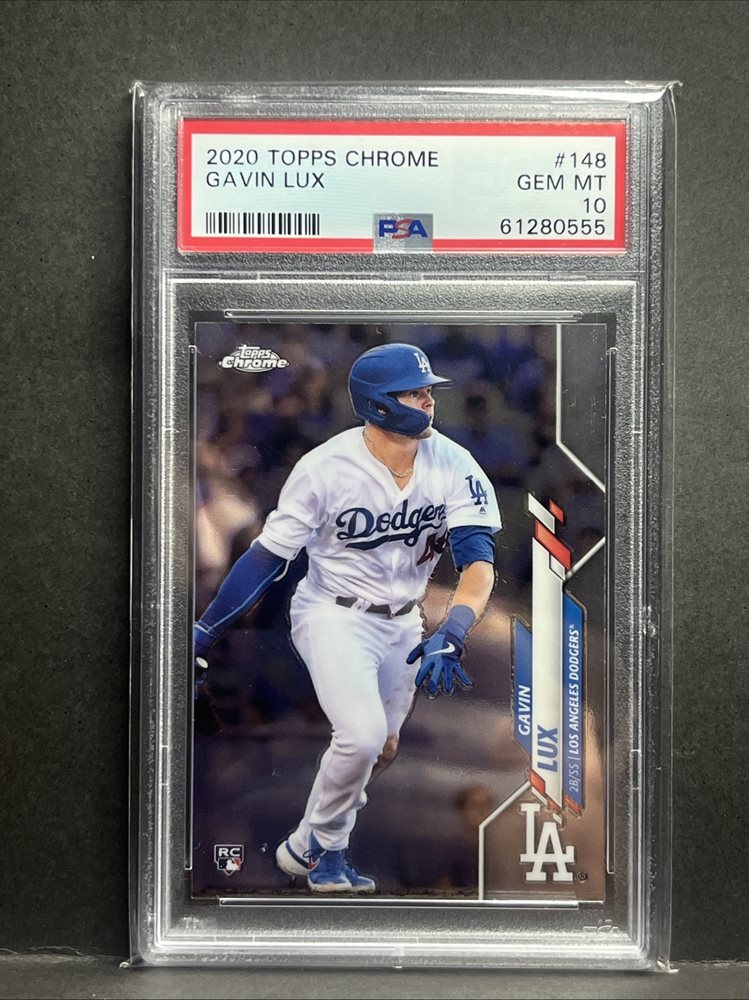 2020 TOPPS CHROME #148
GAVIN LUX GEM MT
10
61280555
PSA
Topps
Chrome
LA
LA
Dodgers
4
GAVIN
LUX
2B/SS | LOS ANGELES DODGERS®
RC
LA